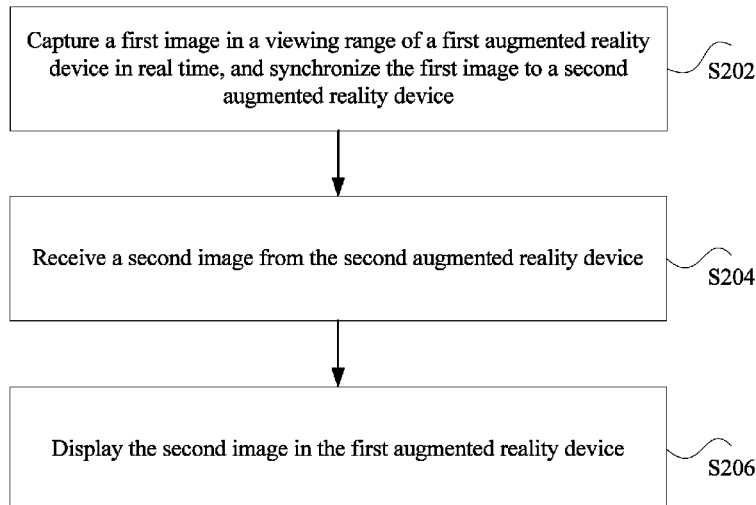 Capture a first image in a viewing range of a first augmented reality
device in real time, and synchronize the first image to a second
augmented reality device
S202
Receive a second image from the second augmented reality device
S204
Display the second image in the first augmented reality device
S206